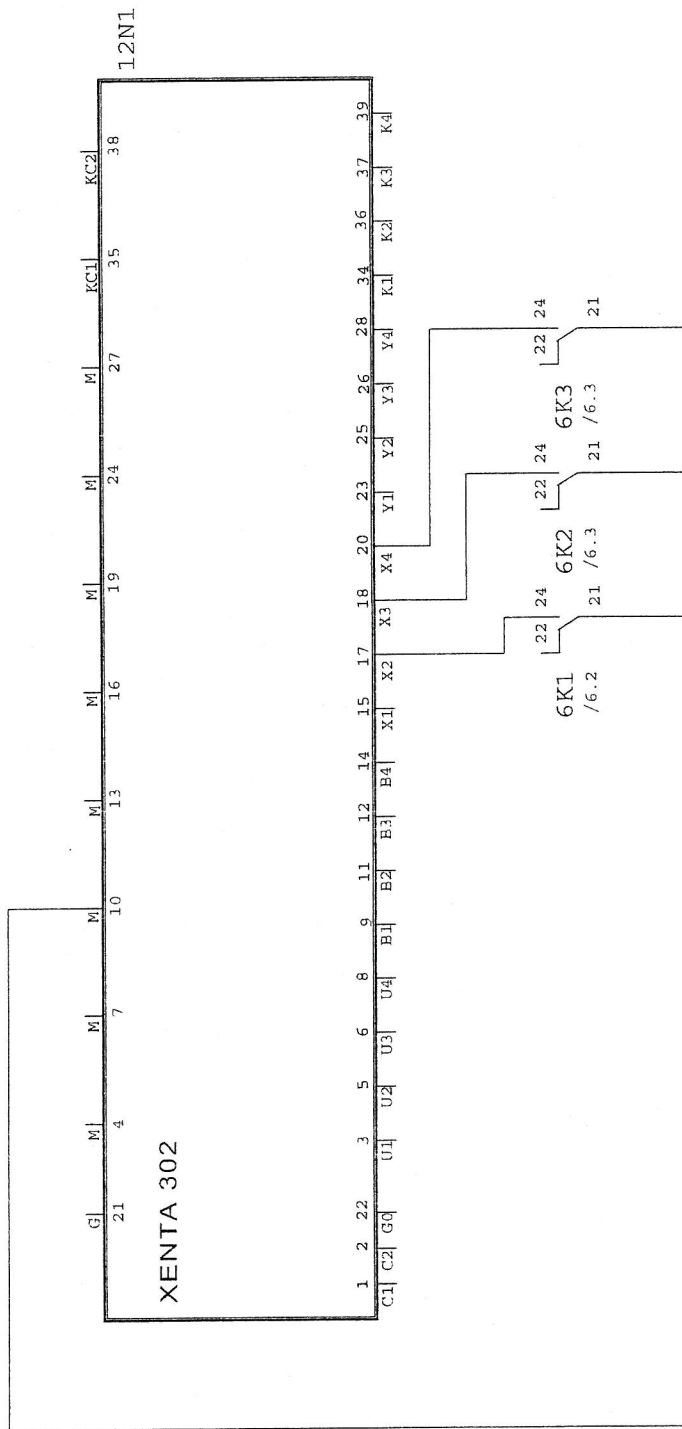 G M M M M M M M M KC1 KC2
21 4 7 10 13 16 19 24 27 35 38
12N1
XENTA 302
1 2 22 3 5 6 8 9 11 12 14 15 17 18 20 23 25 26 28 34 36 37 39
C1 C2 G0 U1 U2 U3 U4 B1 B2 B3 B4 X1 X2 X3 X4 Y1 Y2 Y3 Y4 K1 K2 K3 K4
22 24 22 24 22 24
6K1 6K2 6K3
/6.2 21 /6.3 21 /6.3 21